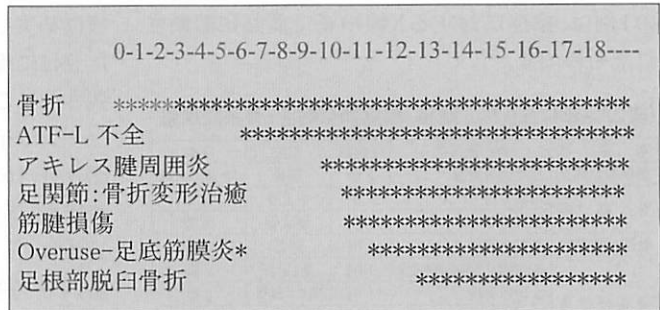 0-1-2-3-4-5-6-7-8-9-10-11-12-13-14-15-16-17-18----
骨折 *******************************************
ATF-L 不全 *********************************
アキレス腱周囲炎 **************************
足関節:骨折変形治癒 ************************
筋腱損傷 ************************
Overuse-足底筋膜炎* **********************
足根部脱臼骨折 ******************